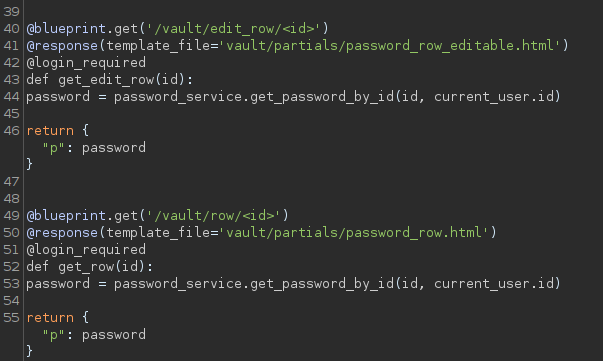 39
40 @blueprint.get('/vault/edit_row/<id>')
41 @response(template_file='vault/partials/password_row_editable.html')
42 @login_required
43 def get_edit_row(id):
44 password = password_service.get_password_by_id(id, current_user.id)
45
46 return {
"p": password
}
47
48
49 @blueprint.get('/vault/row/<id>')
50 @response(template_file='vault/partials/password_row.html')
51 @login_required
52 def get_row(id):
53 password = password_service.get_password_by_id(id, current_user.id)
54
55 return {
"p": password
}